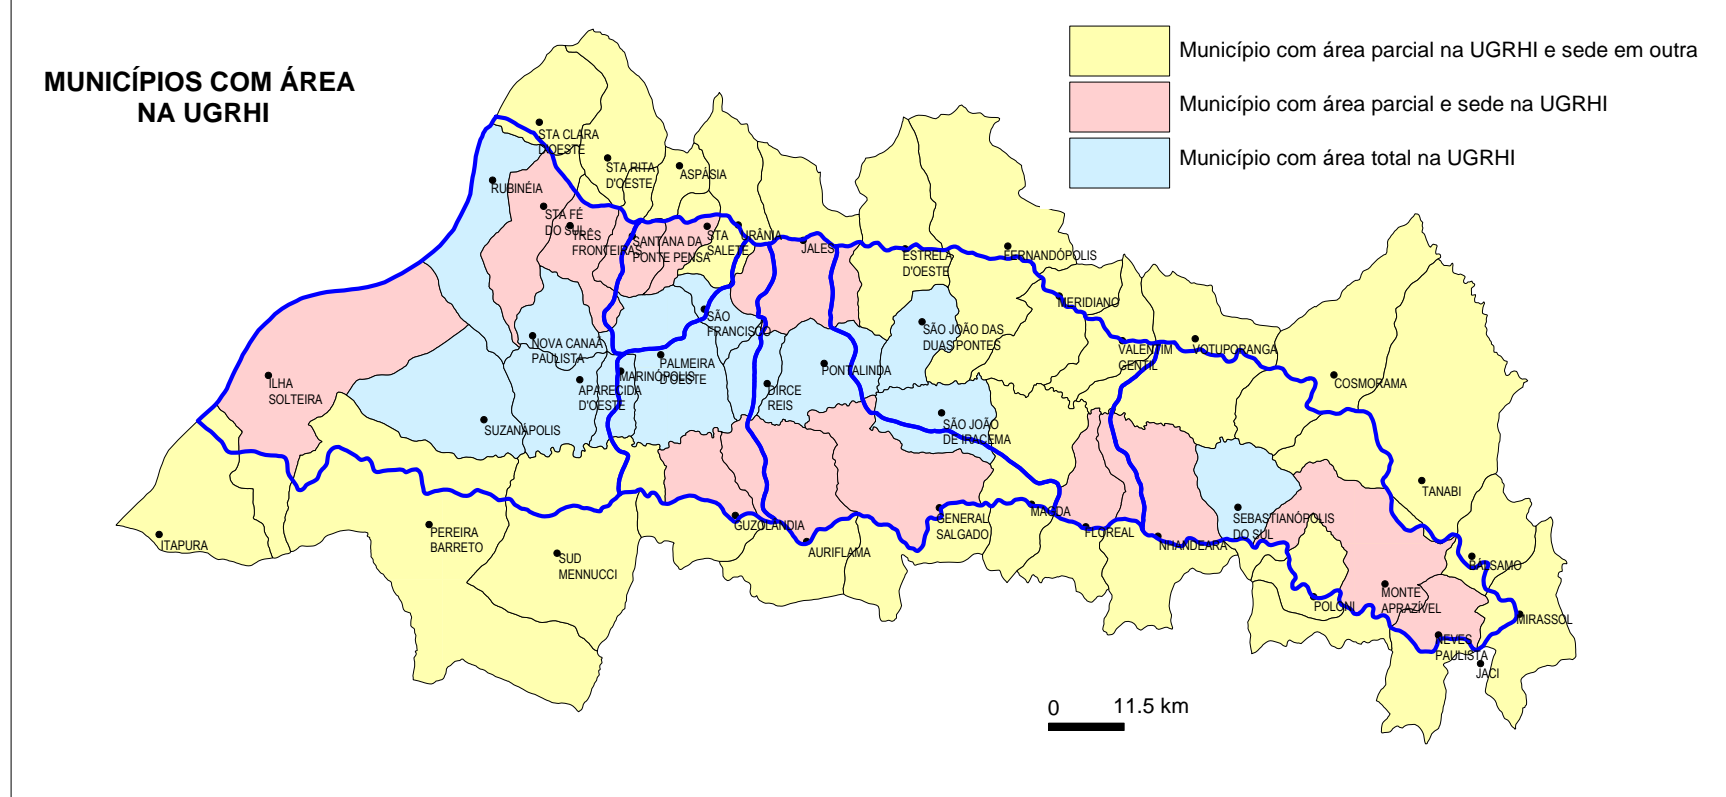 MUNICÍPIOS COM ÁREA
NA UGRHI
Município com área parcial na UGRHI e sede em outra
Município com área parcial e sede na UGRHI
Município com área total na UGRHI
STA CLARA
D'OESTE
STA RITA
D'OESTE
ASPÁSIA
RUBINÉIA
STA FÉ
DO SUL
TRÊS
FRONTEIRAS
SANTANA DA
PONTE PENSA
STA
SALETE
URÂNIA
JALES
ESTRELA
D'OESTE
FERNANDÓPOLIS
MERIDIANO
VALENTIM
GENTIL
VOTUPORANGA
COSMORAMA
TANABI
SÃO
FRANCISCO
SÃO JOÃO DAS
DUAS PONTES
NOVA CANAÃ
PAULISTA
MARINÓPOLIS
PALMEIRA
D'OESTE
APARECIDA
D'OESTE
PONTALINDA
DIRCE
REIS
ILHA
SOLTEIRA
SUZANÁPOLIS
SÃO JOÃO
DE IRACEMA
ITAPURA
PEREIRA
BARRETO
SUD
MENNUCCI
GUZOLANDIA
AURIFLAMA
GENERAL
SALGADO
MAGDA
FLOREAL
NHANDEARA
SEBASTIANÓPOLIS
DO SUL
POLONI
MONTE
APRAZÍVEL
BÁLSAMO
MIRASSOL
NEVES
PAULISTA
JACI
0
11.5 km